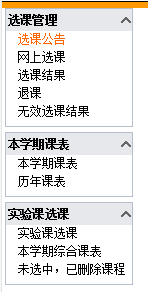 选课管理
选课公告
网上选课
选课结果
退课
无效选课结果
本学期课表
本学期课表
历年课表
实验课选课
实验课选课
本学期综合课表
未选中，已删除课程